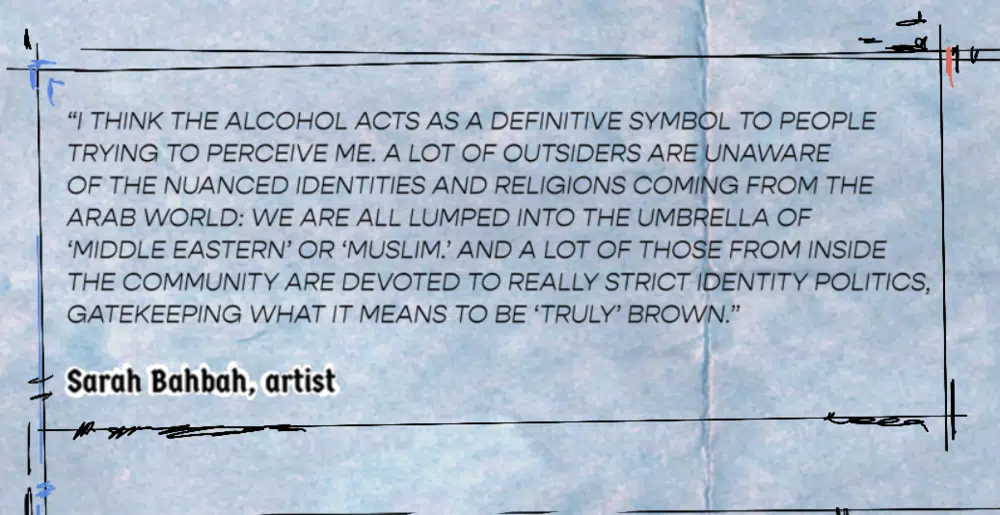 “I THINK THE ALCOHOL ACTS AS A DEFINITIVE SYMBOL TO PEOPLE
TRYING TO PERCEIVE ME. A LOT OF OUTSIDERS ARE UNAWARE
OF THE NUANCED IDENTITIES AND RELIGIONS COMING FROM THE
ARAB WORLD: WE ARE ALL LUMPED INTO THE UMBRELLA OF
‘MIDDLE EASTERN’ OR ‘MUSLIM.’ AND A LOT OF THOSE FROM INSIDE
THE COMMUNITY ARE DEVOTED TO REALLY STRICT IDENTITY POLITICS,
GATEKEEPING WHAT IT MEANS TO BE ‘TRULY’ BROWN.”
Sarah Bahbah, artist